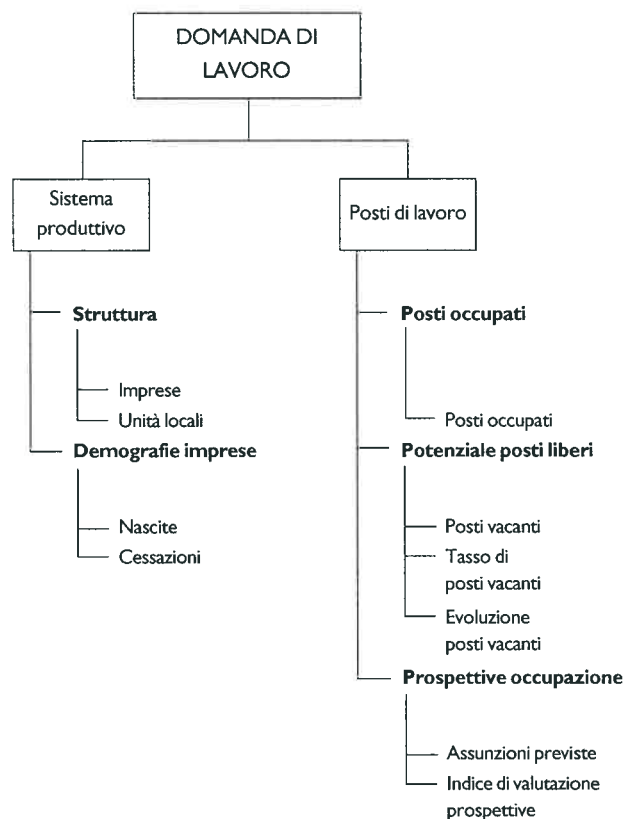 DOMANDA DI
LAVORO
Sistema
produttivo
Struttura
Imprese
Unità locali
Demografie imprese
Nascite
Cessazioni
Posti di lavoro
Posti occupati
Posti occupati
Potenziale posti liberi
Posti vacanti
Tasso di
posti vacanti
Evoluzione
posti vacanti
Prospettive occupazione
Assunzioni previste
Indice di valutazione
prospettive